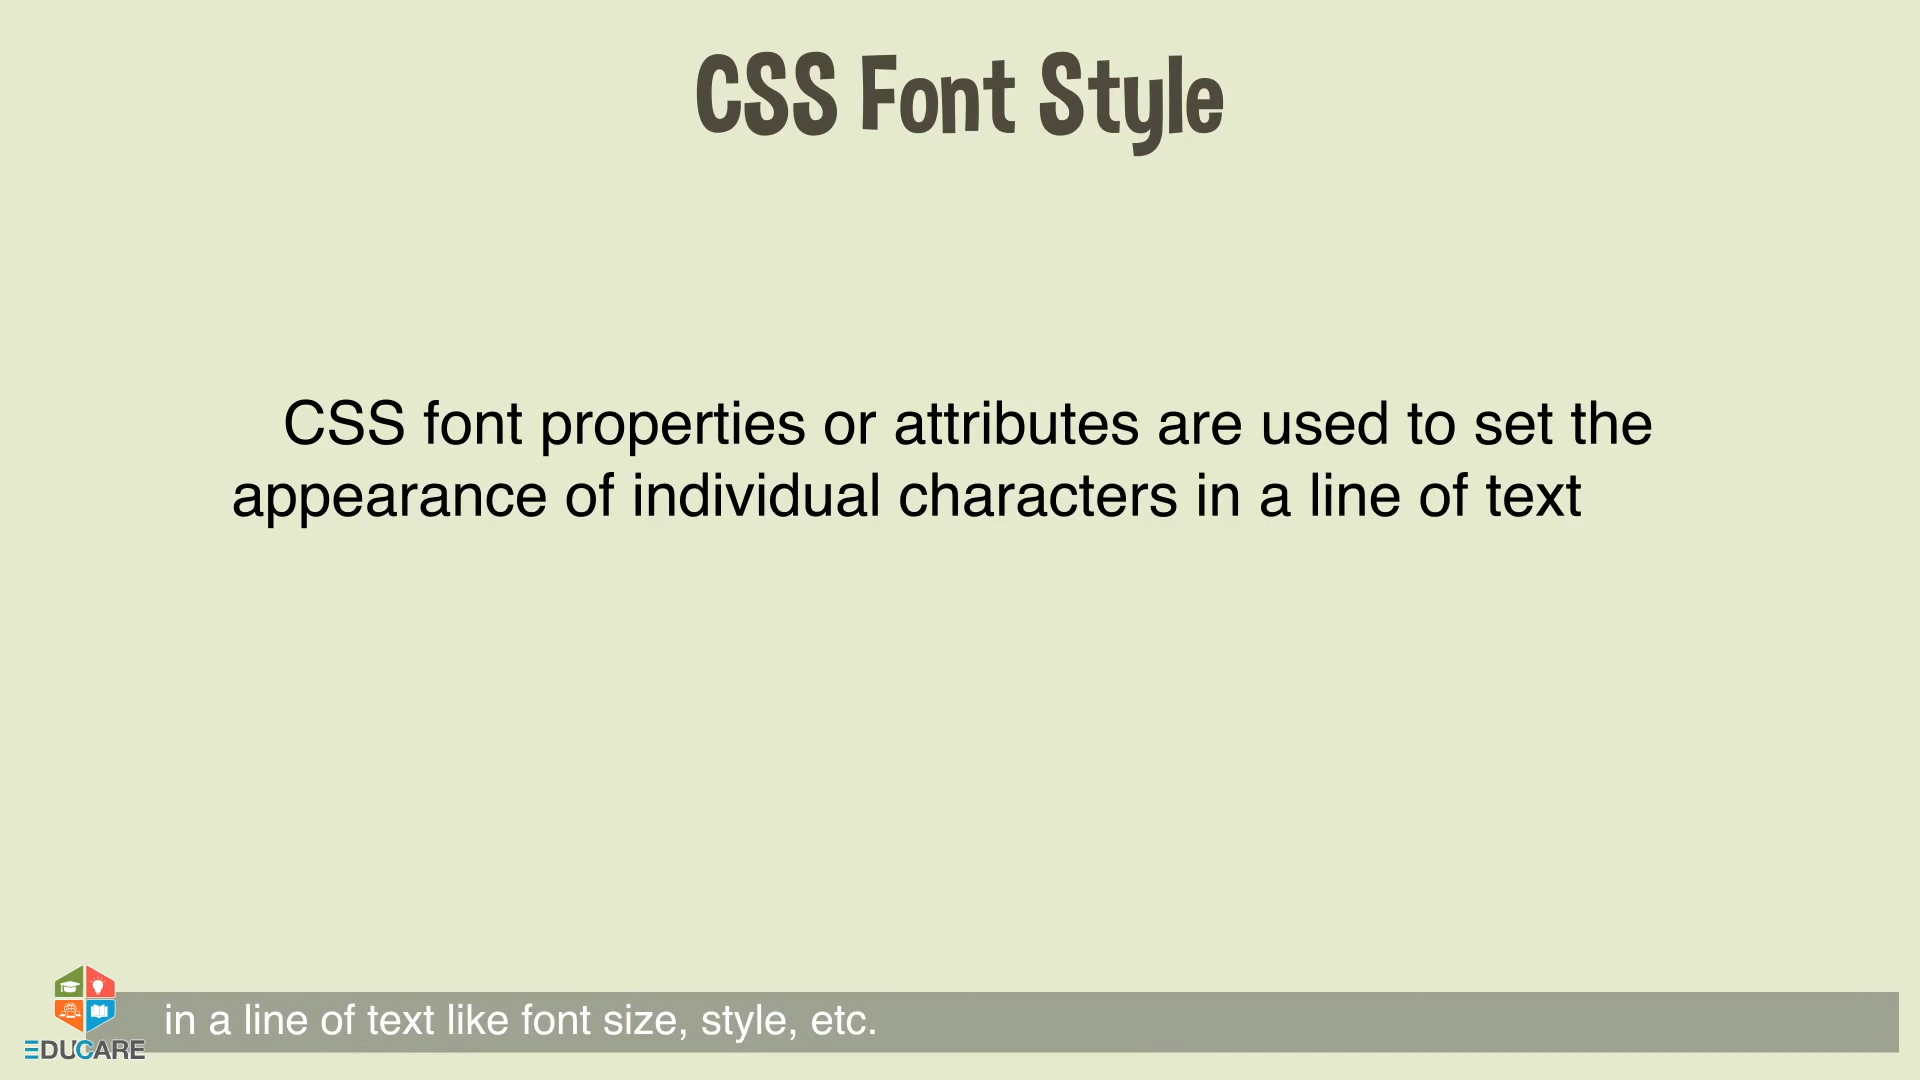 CSS Font Style
CSS font properties or attributes are used to set the
appearance of individual characters in a line of text
in a line of text like font size, style, etc.
EDUCARE